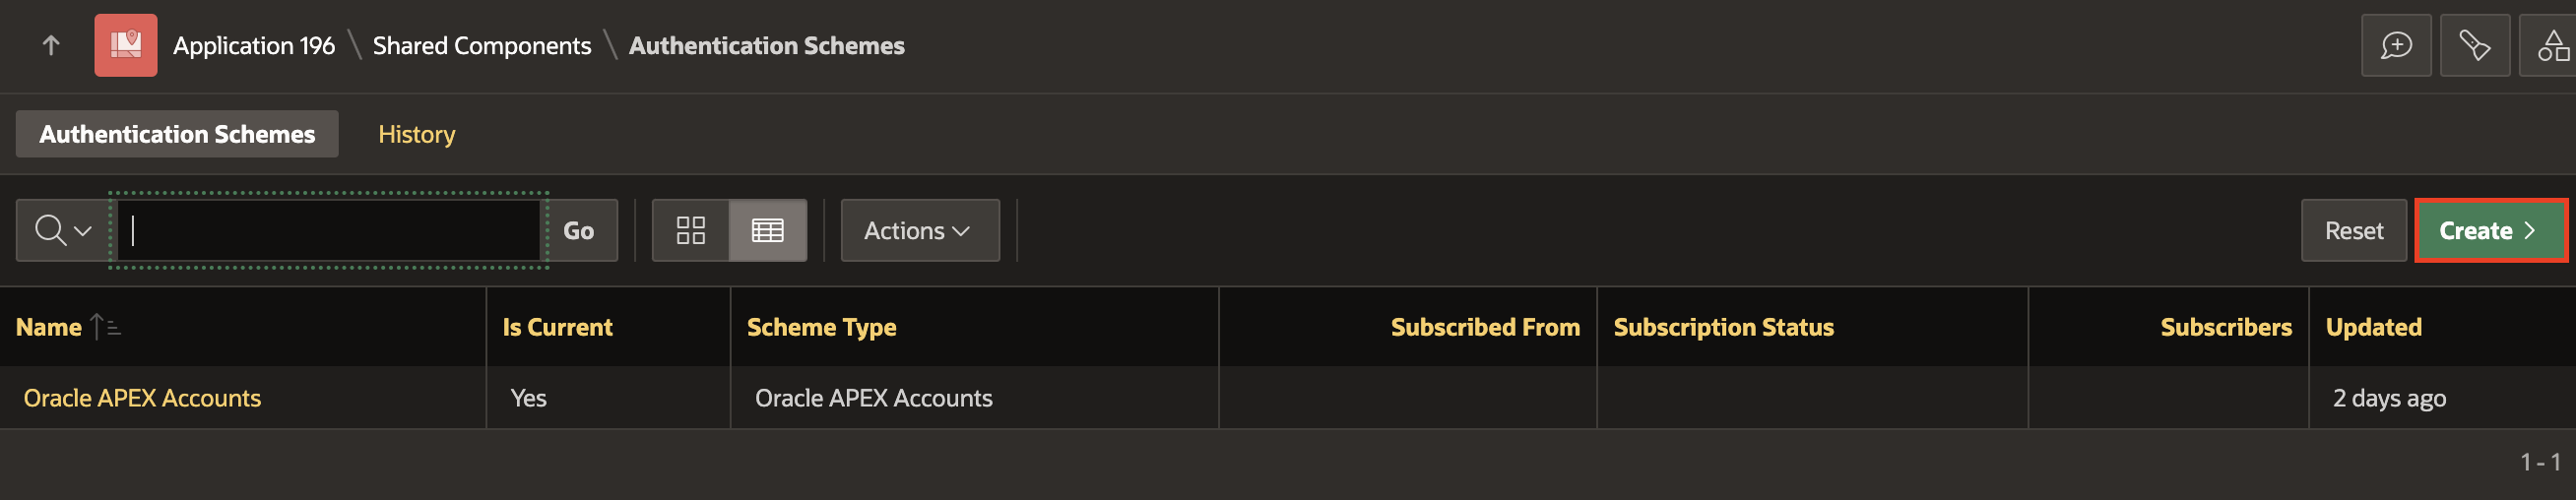 Application 196 \ Shared Components \ Authentication Schemes
Authentication Schemes History
Go Actions Reset Create
Name Is Current Scheme Type Subscribed From Subscription Status Subscribers Updated
Oracle APEX Accounts Yes Oracle APEX Accounts 2 days ago
1 - 1